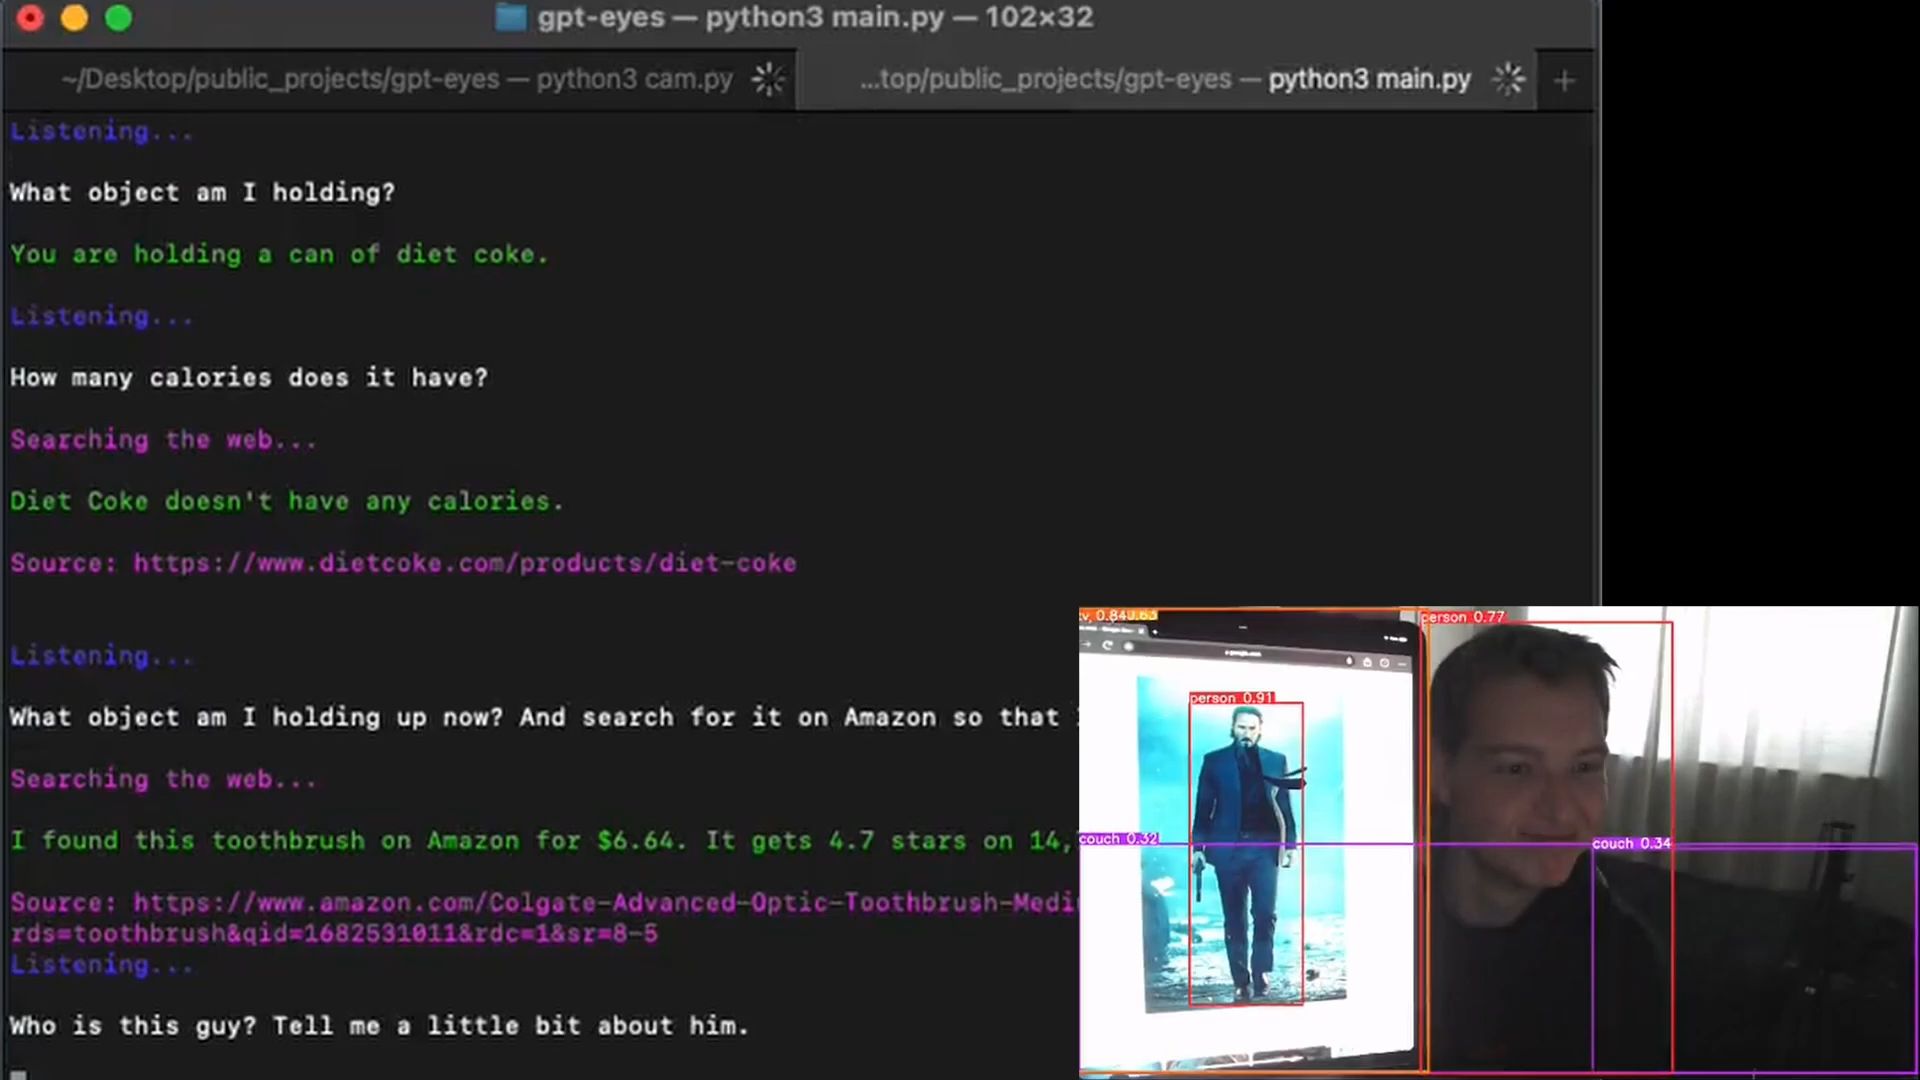 gpt-eyes — python3 main.py — 102×32
~/Desktop/public_projects/gpt-eyes — python3 cam.py
...top/public_projects/gpt-eyes — python3 main.py
Listening...
What object am I holding?
You are holding a can of diet coke.
Listening...
How many calories does it have?
Searching the web...
Diet Coke doesn't have any calories.
Source: https://www.dietcoke.com/products/diet-coke
Listening...
What object am I holding up now? And search for it on Amazon so that
Searching the web...
I found this toothbrush on Amazon for $6.64. It gets 4.7 stars on 14,
Source: https://www.amazon.com/Colgate-Advanced-Optic-Toothbrush-Medi
rds=toothbrush&qid=1682531011&rdc=1&sr=8-5
Listening...
Who is this guy? Tell me a little bit about him.
person 0.77
person 0.91
couch 0.32
couch 0.34